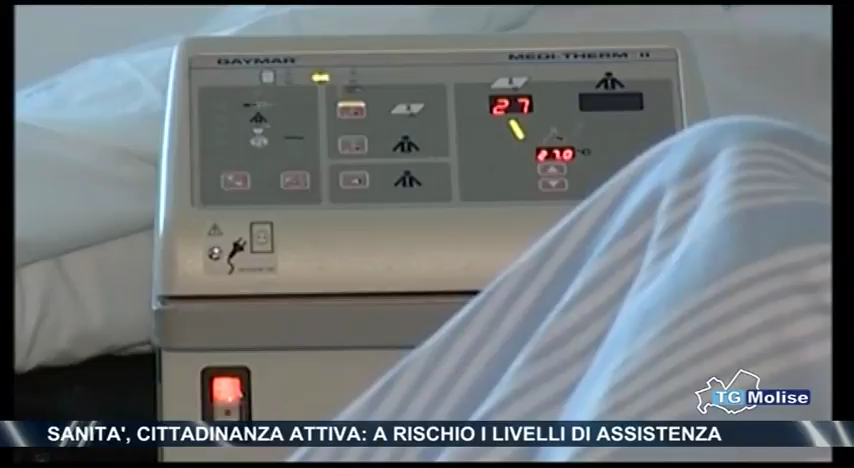 GAYMAR
MEDI-THERM II
27
27.0 °C
TG Molise
SANITA', CITTADINANZA ATTIVA: A RISCHIO I LIVELLI DI ASSISTENZA